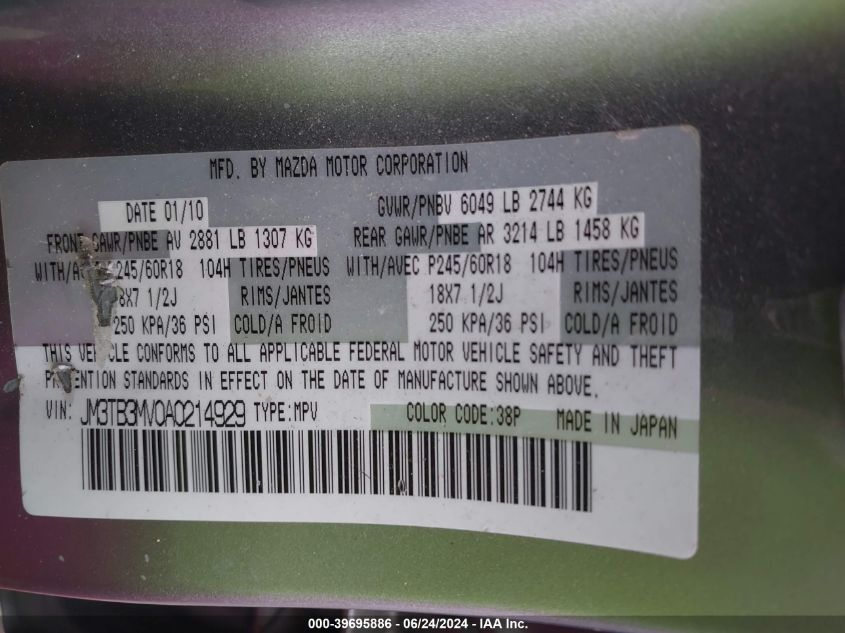 MFD. BY MAZDA MOTOR CORPORATION
DATE 01/10 GVWR/PNBV 6049 LB 2744 KG
FRONT GAWR/PNBE AV 2881 LB 1307 KG REAR GAWR/PNBE AR 3214 LB 1458 KG
245/60R18 104H TIRES/PNEUS WITH/AVEC P245/60R18 104H TIRES/PNEUS
1/2J RIMS/JANTES 18X7 1/2J RIMS/JANTES
250 KPA/36 PSI COLD/A FROID 250 KPA/36 PSI COLD/A FROID
THIS CONFORMS TO ALL APPLICABLE FEDERAL MOTOR VEHICLE SAFETY AND THEFT
STANDARDS IN EFFECT ON THE DATE OF MANUFACTURE SHOWN ABOVE.
VIN: JM3TB3MV0A0214929 TYPE:MPV COLOR CODE:38P MADE IN JAPAN
000-39695886 - 06/24/2024 - IAA Inc.